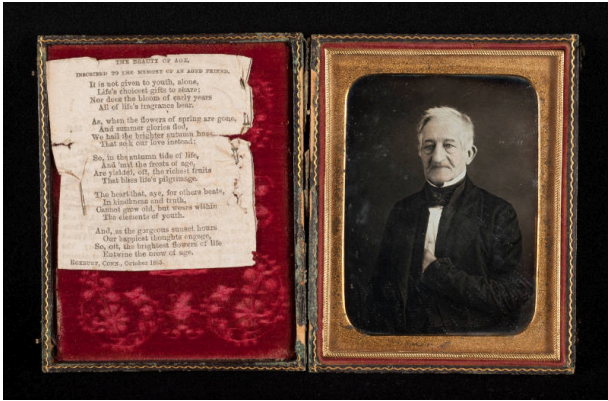 THE BEAUTY OF AGE.
INSCRIBED TO THE MEMORY OF AN AGED FRIEND.
It is not given to youth, alone,
Life's choicest gifts to share;
Nor does the bloom of early years
All of life's fragrance bear.
As, when the flowers of spring are gone,
And summer glories fled,
We hail the brighter autumn hues
That ask our love instead;
So, in the autumn tide of life,
And 'mid the frosts of age,
Are yielded, oft, the richest fruits
That bless life's pilgrimage.
The heart that, aye, for others beats,
In kindness and truth,
Cannot grow old, but wears within
The elements of youth.
And, as the gorgeous sunset hours
Our happiest thoughts engage,
So, oft, the brightest flowers of life
Entwine the crow of age.
ROXBURY, CONN., October